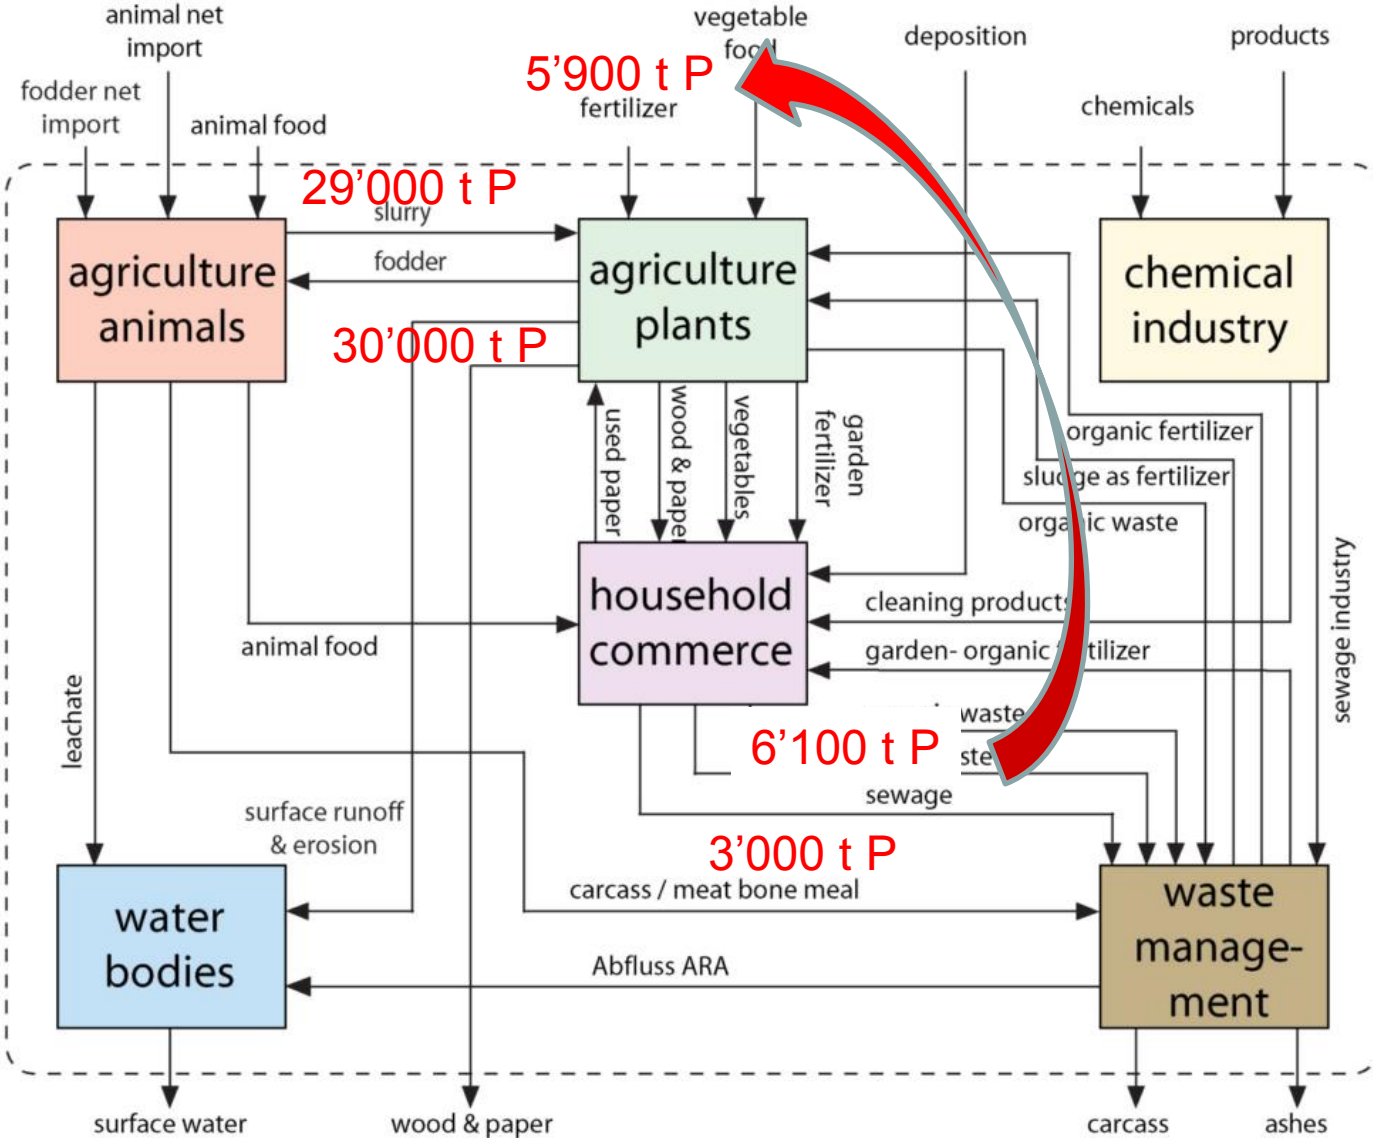 animal net
import
vegetable
food
deposition
products
5’900 t P
fodder net
import
animal food
fertilizer
chemicals
29’000 t P
slurry
agriculture
animals
fodder
agriculture
plants
chemical
industry
30’000 t P
used paper
wood & paper
vegetables
garden
fertilizer
organic fertilizer
sludge as fertilizer
organic waste
household
commerce
cleaning products
garden- organic
sewage industry
animal food
leachate
waste
6’100 t P
sewage
surface runoff
& erosion
3’000 t P
carcass / meat bone meal
water
bodies
Abfluss ARA
waste
manage-
ment
surface water
wood & paper
carcass
ashes